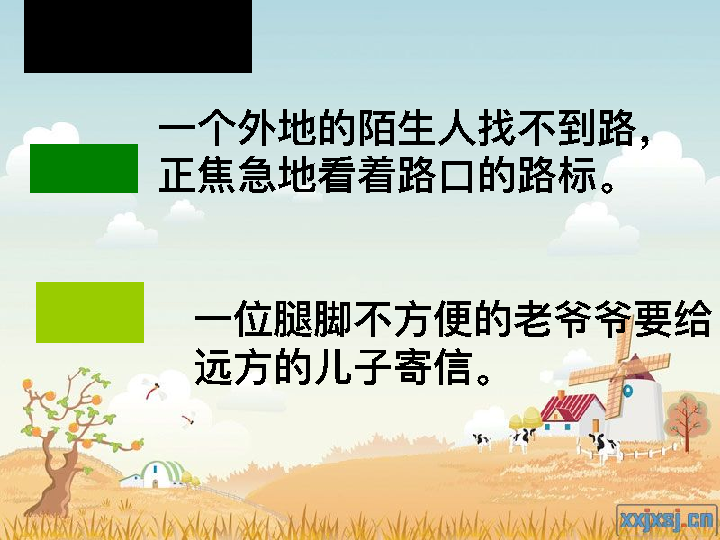 一个外地的陌生人找不到路，
正焦急地看着路口的路标。
一位腿脚不方便的老爷爷要给
远方的儿子寄信。
xxjxsj.cn